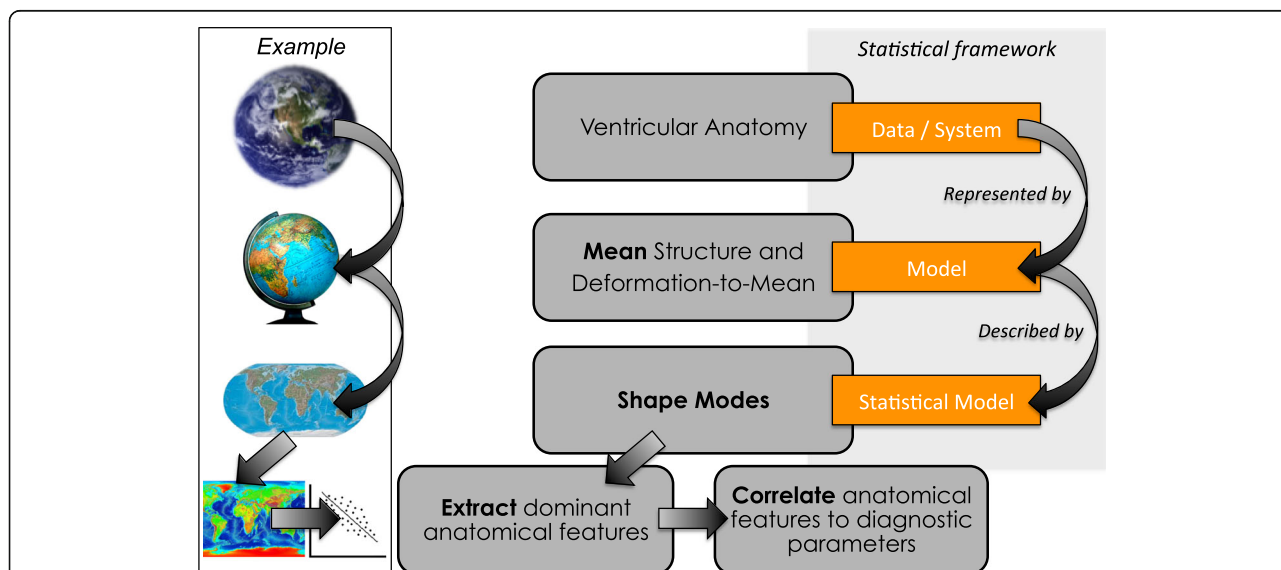 Example
Statistical framework
Ventricular Anatomy
Data / System
Represented by
Mean Structure and
Deformation-to-Mean
Model
Described by
Shape Modes
Statistical Model
Extract dominant
anatomical features
Correlate anatomical
features to diagnostic
parameters